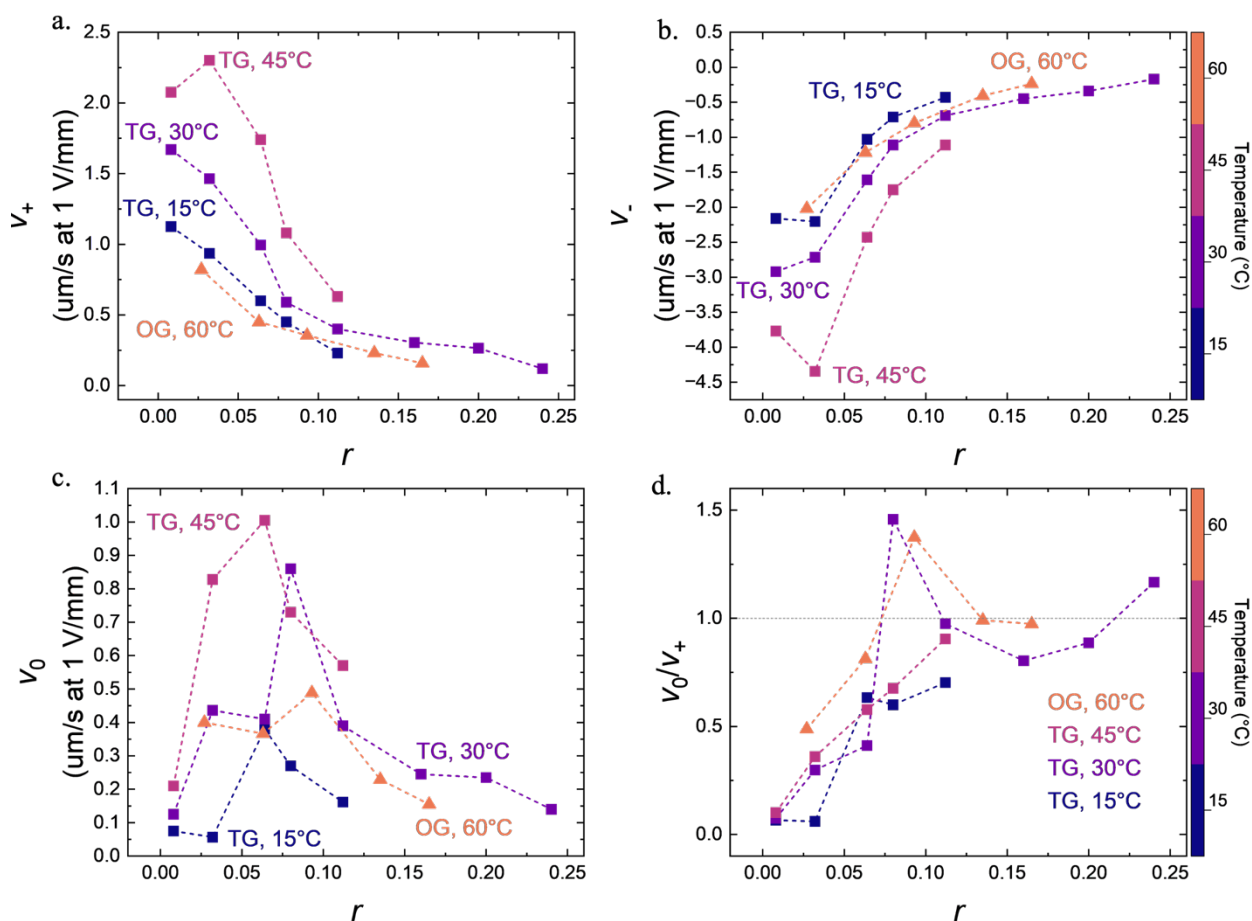 a.
2.5
2.0
1.5
1.0
0.5
0.0
v+
(um/s at 1 V/mm)
TG, 45°C
TG, 30°C
TG, 15°C
OG, 60°C
0.00 0.05 0.10 0.15 0.20 0.25
r
b.
0.5
0.0
−0.5
−1.0
−1.5
−2.0
−2.5
−3.0
−3.5
−4.0
−4.5
v-
(um/s at 1 V/mm)
OG, 60°C
TG, 15°C
TG, 30°C
TG, 45°C
0.00 0.05 0.10 0.15 0.20 0.25
r
60
45
30
15
Temperature (°C)
c.
1.1
1.0
0.9
0.8
0.7
0.6
0.5
0.4
0.3
0.2
0.1
0.0
v0
(um/s at 1 V/mm)
TG, 45°C
TG, 30°C
TG, 15°C
OG, 60°C
0.00 0.05 0.10 0.15 0.20 0.25
r
d.
1.5
1.0
0.5
0.0
v0/v+
OG, 60°C
TG, 45°C
TG, 30°C
TG, 15°C
0.00 0.05 0.10 0.15 0.20 0.25
r
60
45
30
15
Temperature (°C)